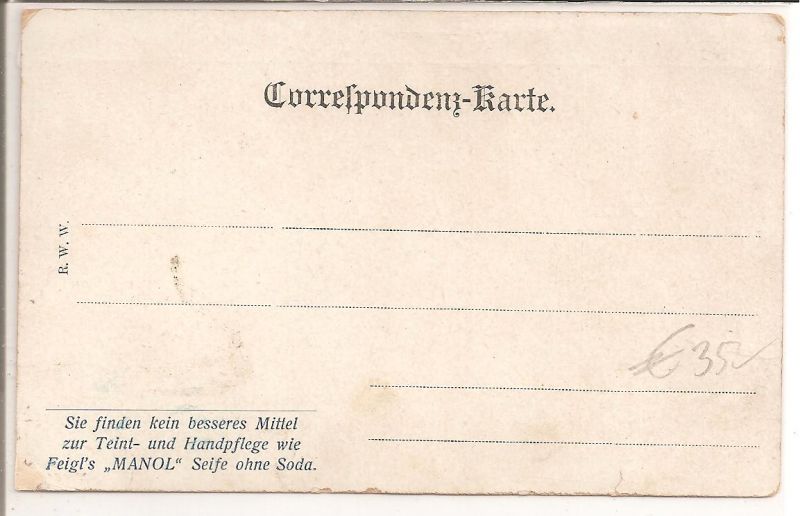 Correſpondenz-Karte.
R. W. W.
€ 35
Sie finden kein besseres Mittel
zur Teint- und Handpflege wie
Feigl's „MANOL“ Seife ohne Soda.